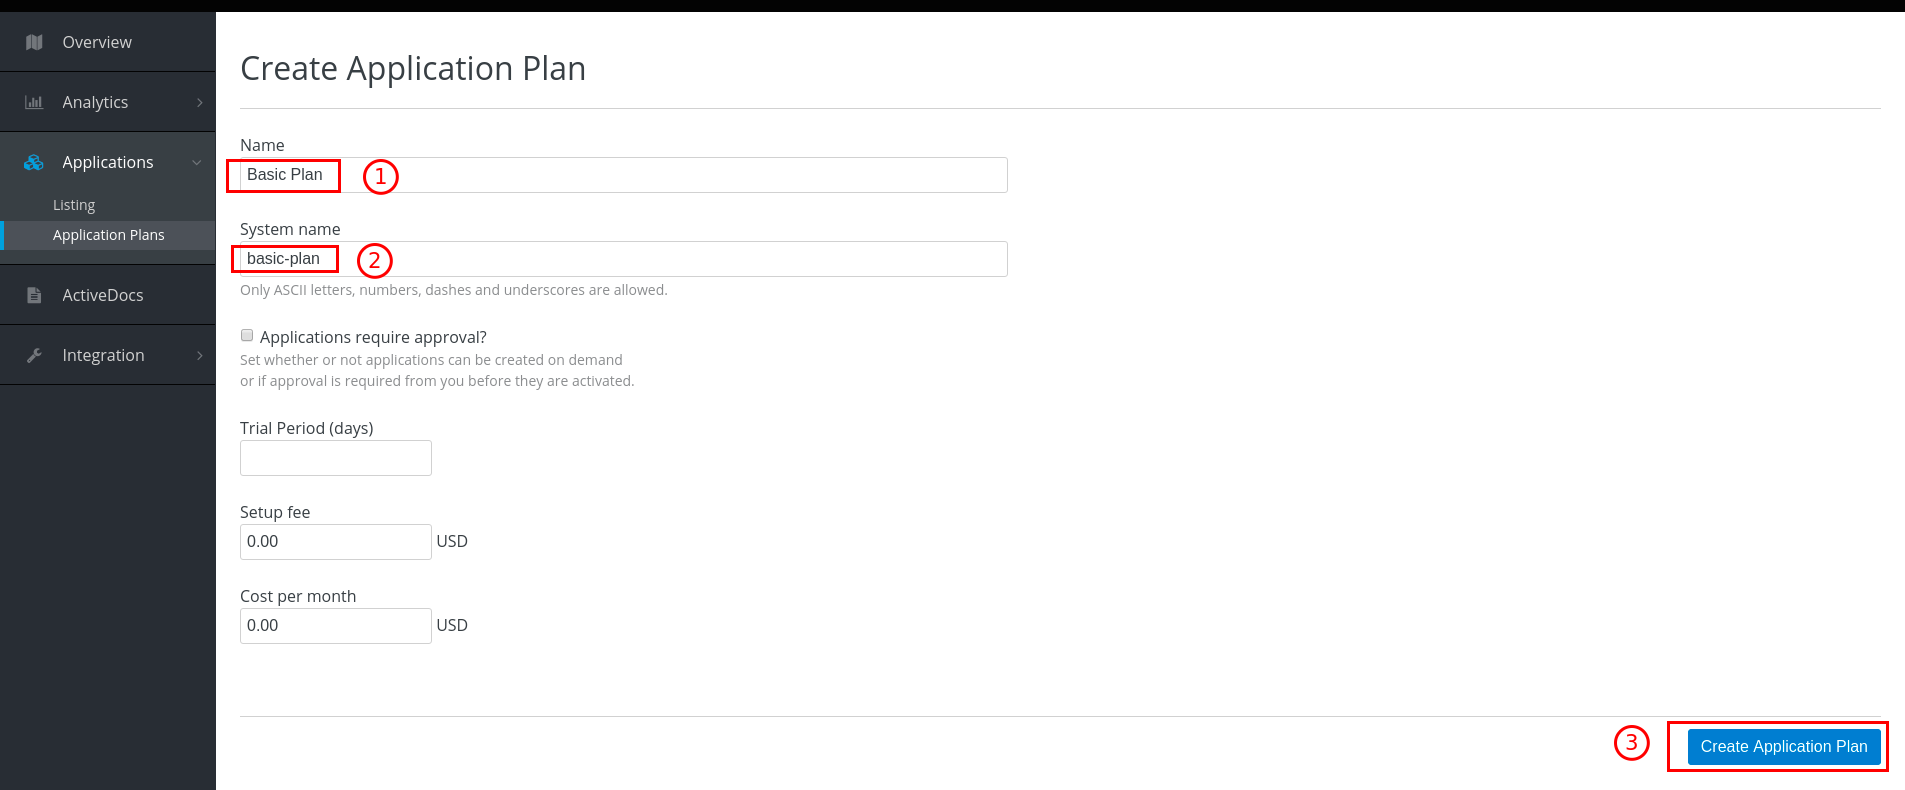 Overview
Analytics
Applications
Listing
Application Plans
ActiveDocs
Integration
Create Application Plan
Name
Basic Plan 1
System name
basic-plan 2
Only ASCII letters, numbers, dashes and underscores are allowed.
Applications require approval?
Set whether or not applications can be created on demand
or if approval is required from you before they are activated.
Trial Period (days)
Setup fee
0.00 USD
Cost per month
0.00 USD
3 Create Application Plan